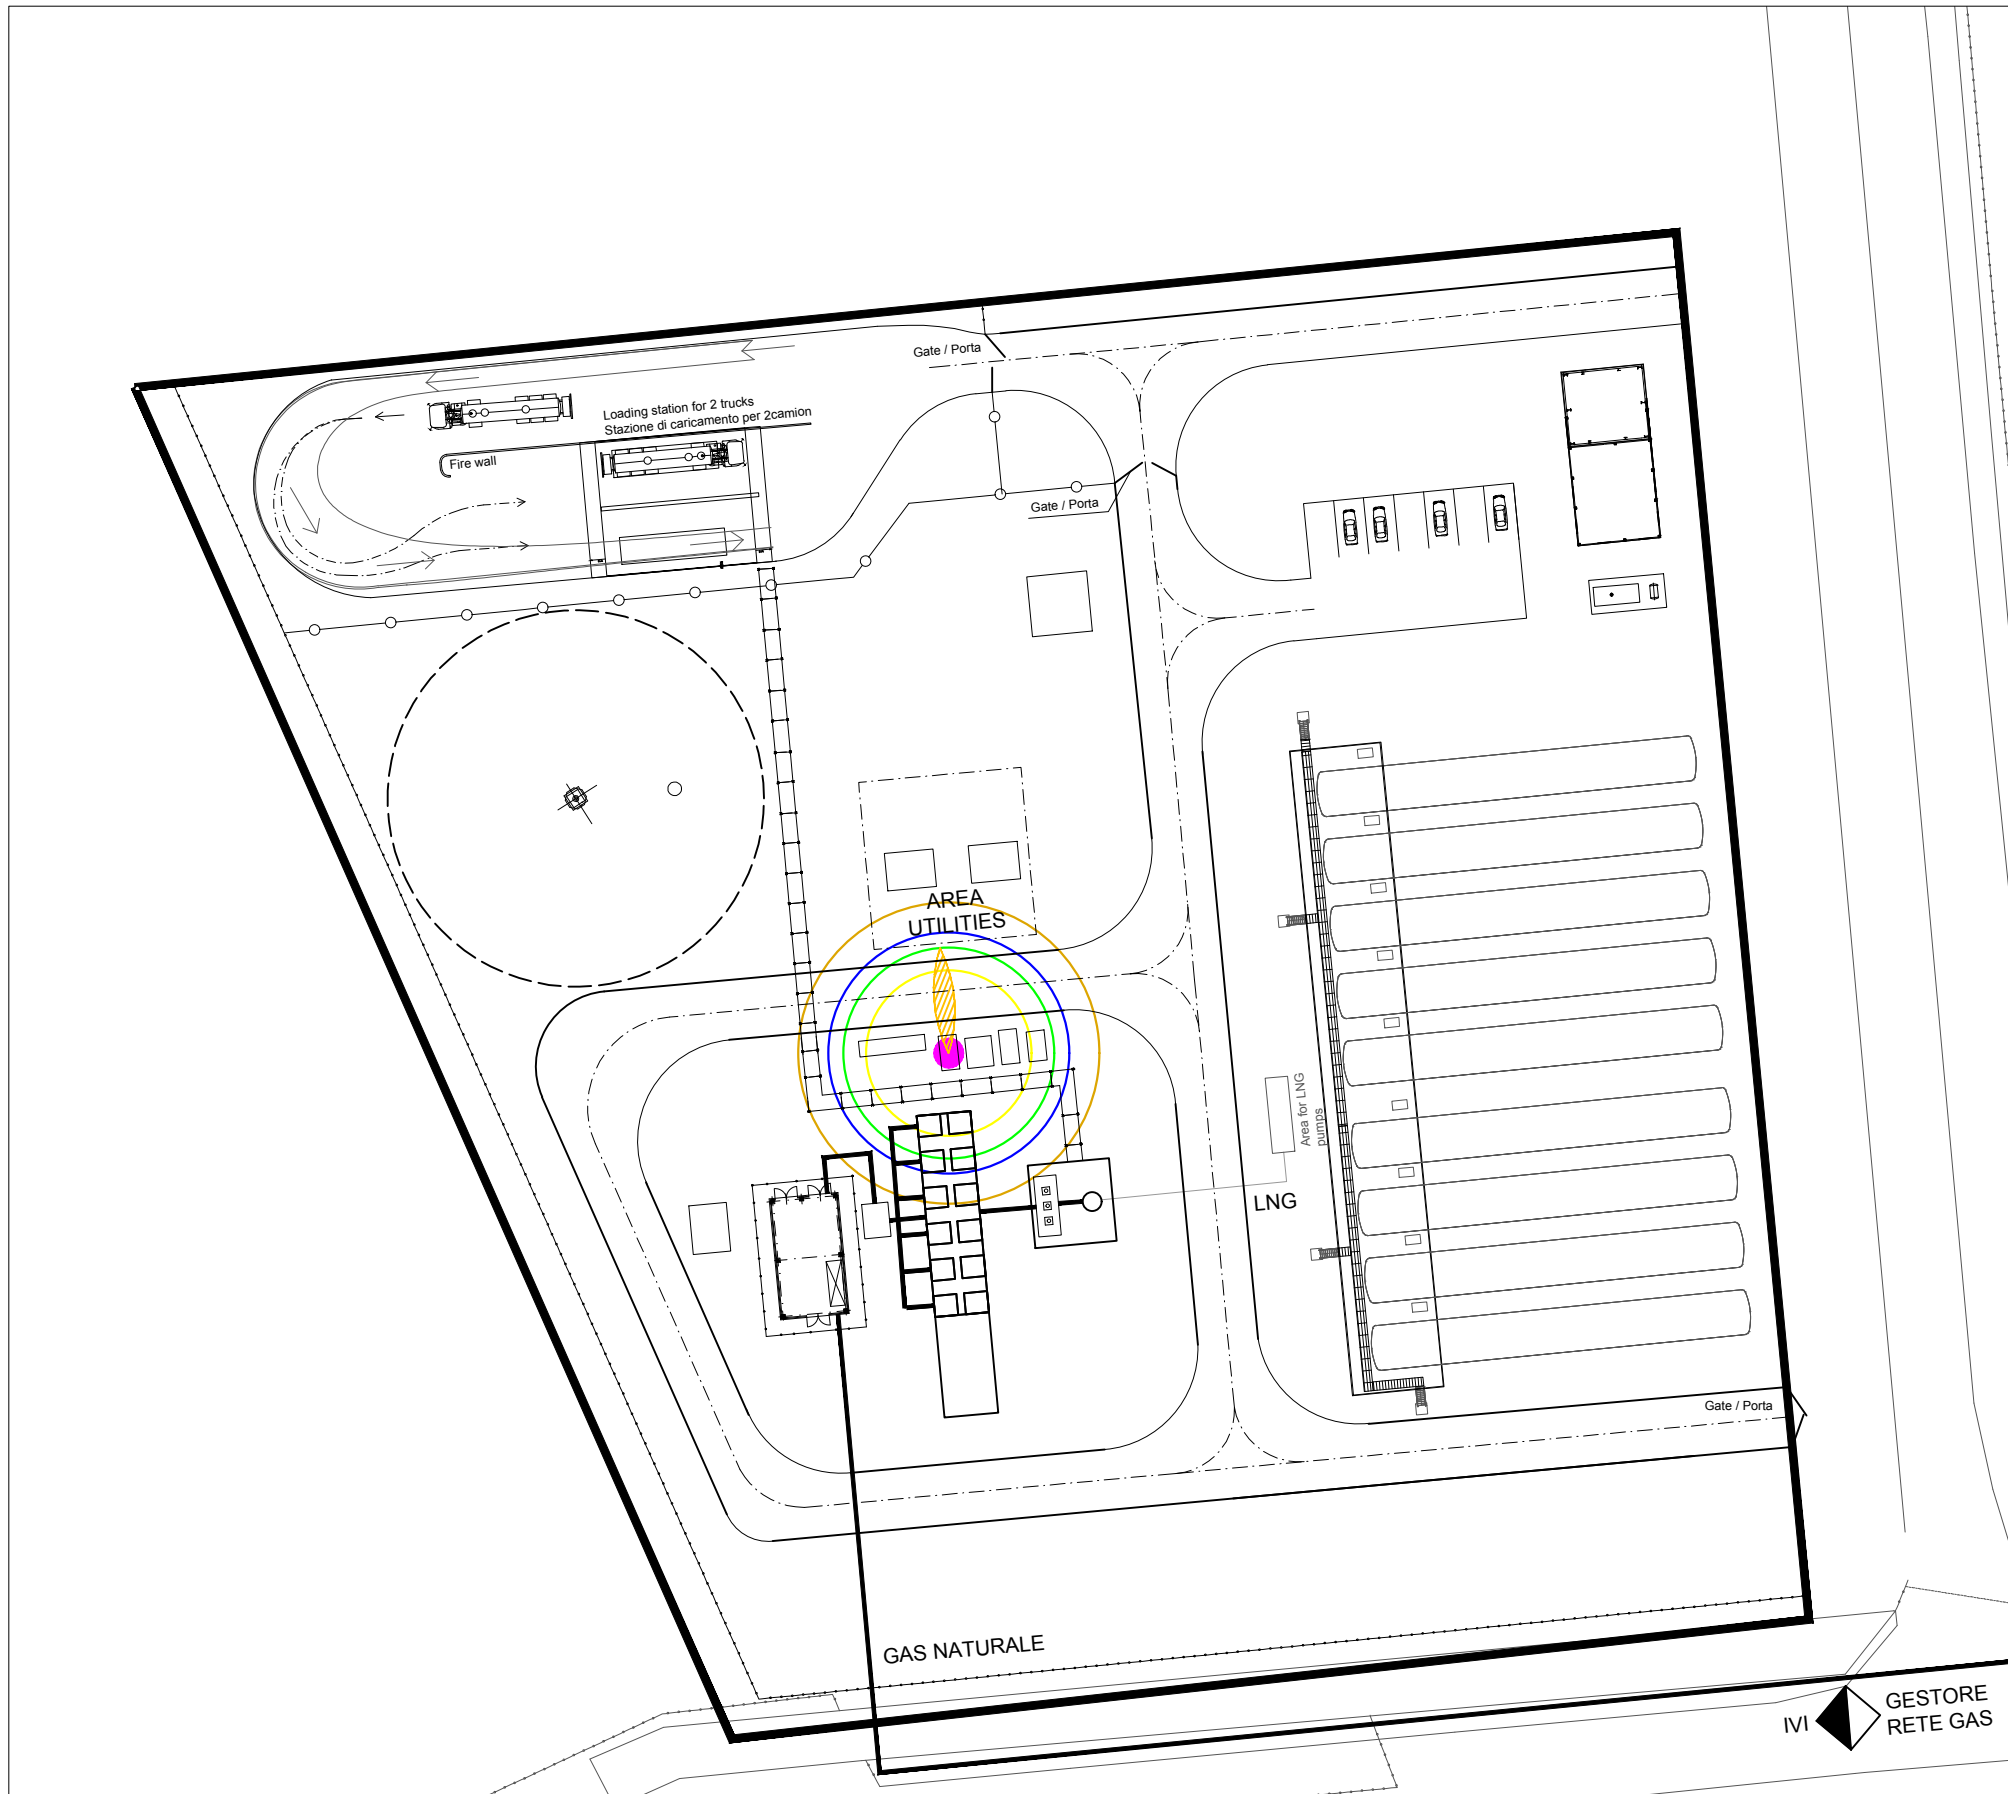 Gate / Porta
Loading station for 2 trucks
Stazione di caricamento per 2camion
Fire wall
Gate / Porta
AREA
UTILITIES
Area for LNG
pumps
LNG
Gate / Porta
GAS NATURALE
IVI
GESTORE
RETE GAS